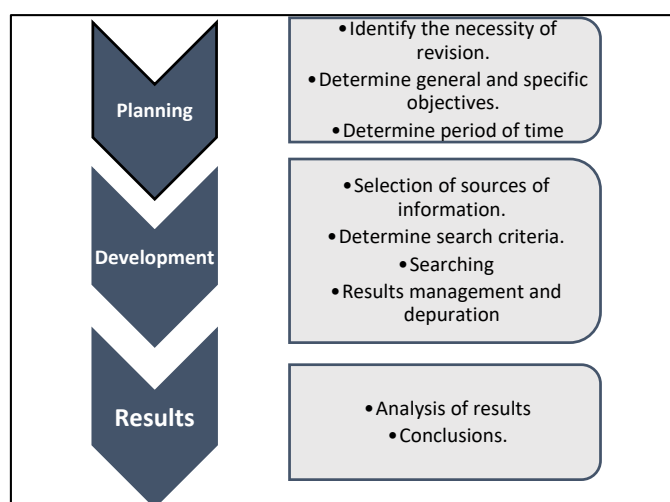 Planning
•Identify the necessity of
revision.
•Determine general and specific
objectives.
•Determine period of time
Development
•Selection of sources of
information.
•Determine search criteria.
•Searching
•Results management and
depuration
Results
•Analysis of results
•Conclusions.